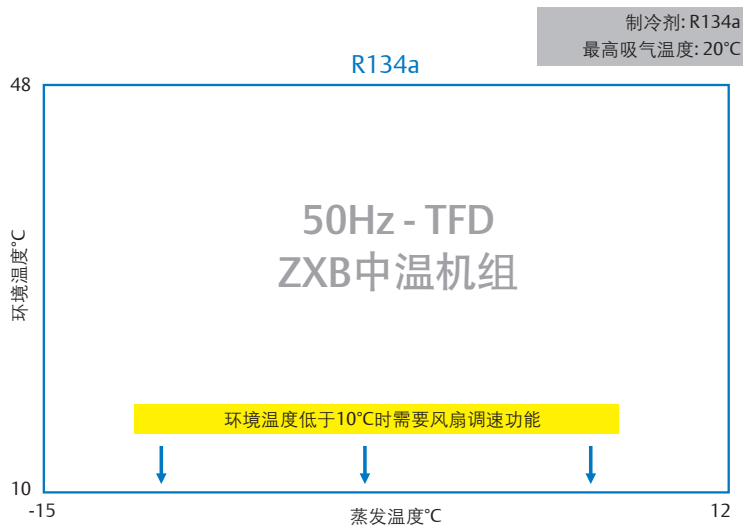 制冷剂: R134a
最高吸气温度: 20°C
R134a
48
环境温度°C
50Hz - TFD
ZXB中温机组
环境温度低于10°C时需要风扇调速功能
10
-15
蒸发温度°C
12